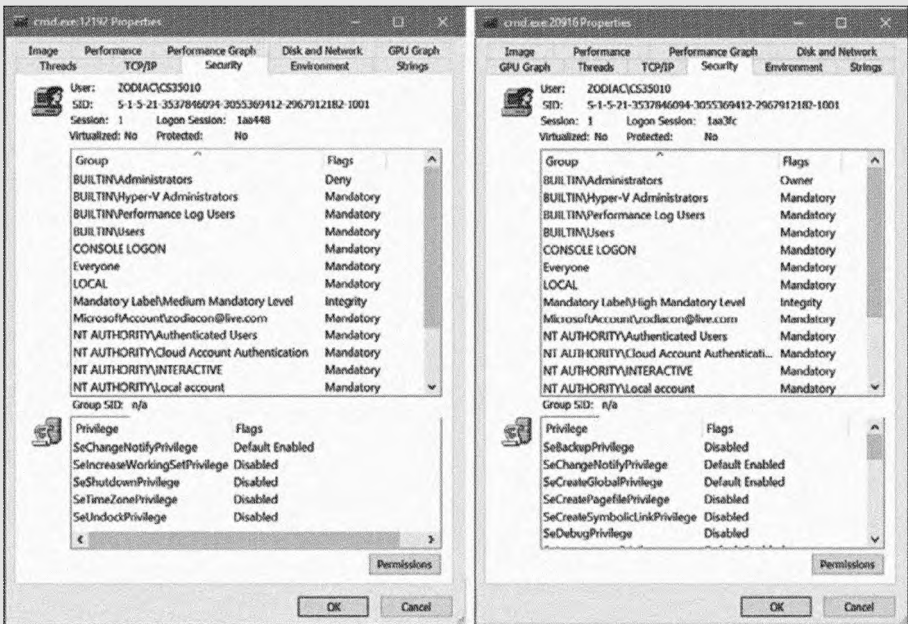 cmd.exe:12192 Properties
Image Performance Performance Graph Disk and Network GPU Graph
Threads TCP/IP Security Environment Strings
User: ZODIAC\CS35010
SID: S-1-5-21-3537846094-3055369412-2967912182-1001
Session: 1 Logon Session: 1aa448
Virtualized: No Protected: No
Group Flags
BUILTIN\Administrators Deny
BUILTIN\Hyper-V Administrators Mandatory
BUILTIN\Performance Log Users Mandatory
BUILTIN\Users Mandatory
CONSOLE LOGON Mandatory
Everyone Mandatory
LOCAL Mandatory
Mandatory Label\Medium Mandatory Level Integrity
MicrosoftAccount\zodiacon@live.com Mandatory
NT AUTHORITY\Authenticated Users Mandatory
NT AUTHORITY\Cloud Account Authentication Mandatory
NT AUTHORITY\INTERACTIVE Mandatory
NT AUTHORITY\Local account Mandatory
Group SID: n/a
Privilege Flags
SeChangeNotifyPrivilege Default Enabled
SeIncreaseWorkingSetPrivilege Disabled
SeShutdownPrivilege Disabled
SeTimeZonePrivilege Disabled
SeUndockPrivilege Disabled
Permissions
OK Cancel
cmd.exe:20916 Properties
Image Performance Performance Graph Disk and Network
GPU Graph Threads TCP/IP Security Environment Strings
User: ZODIAC\CS35010
SID: S-1-5-21-3537846094-3055369412-2967912182-1001
Session: 1 Logon Session: 1aa3fc
Virtualized: No Protected: No
Group Flags
BUILTIN\Administrators Owner
BUILTIN\Hyper-V Administrators Mandatory
BUILTIN\Performance Log Users Mandatory
BUILTIN\Users Mandatory
CONSOLE LOGON Mandatory
Everyone Mandatory
LOCAL Mandatory
Mandatory Label\High Mandatory Level Integrity
MicrosoftAccount\zodiacon@live.com Mandatory
NT AUTHORITY\Authenticated Users Mandatory
NT AUTHORITY\Cloud Account Authenticati... Mandatory
NT AUTHORITY\INTERACTIVE Mandatory
NT AUTHORITY\Local account Mandatory
Group SID: n/a
Privilege Flags
SeBackupPrivilege Disabled
SeChangeNotifyPrivilege Default Enabled
SeCreateGlobalPrivilege Default Enabled
SeCreatePagefilePrivilege Disabled
SeCreateSymbolicLinkPrivilege Disabled
SeDebugPrivilege Disabled
Permissions
OK Cancel